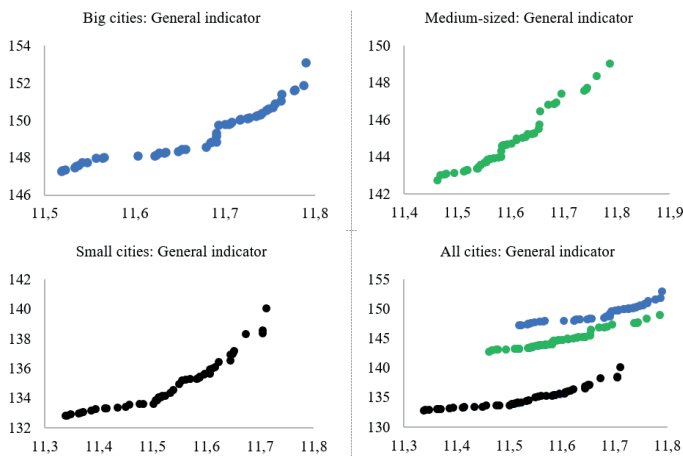 Big cities: General indicator
154
152
150
148
146
11,5 11,6 11,7 11,8
Medium-sized: General indicator
150
148
146
144
142
11,4 11,5 11,6 11,7 11,8 11,9
Small cities: General indicator
142
140
138
136
134
132
11,3 11,4 11,5 11,6 11,7 11,8
All cities: General indicator
155
150
145
140
135
130
11,3 11,4 11,5 11,6 11,7 11,8